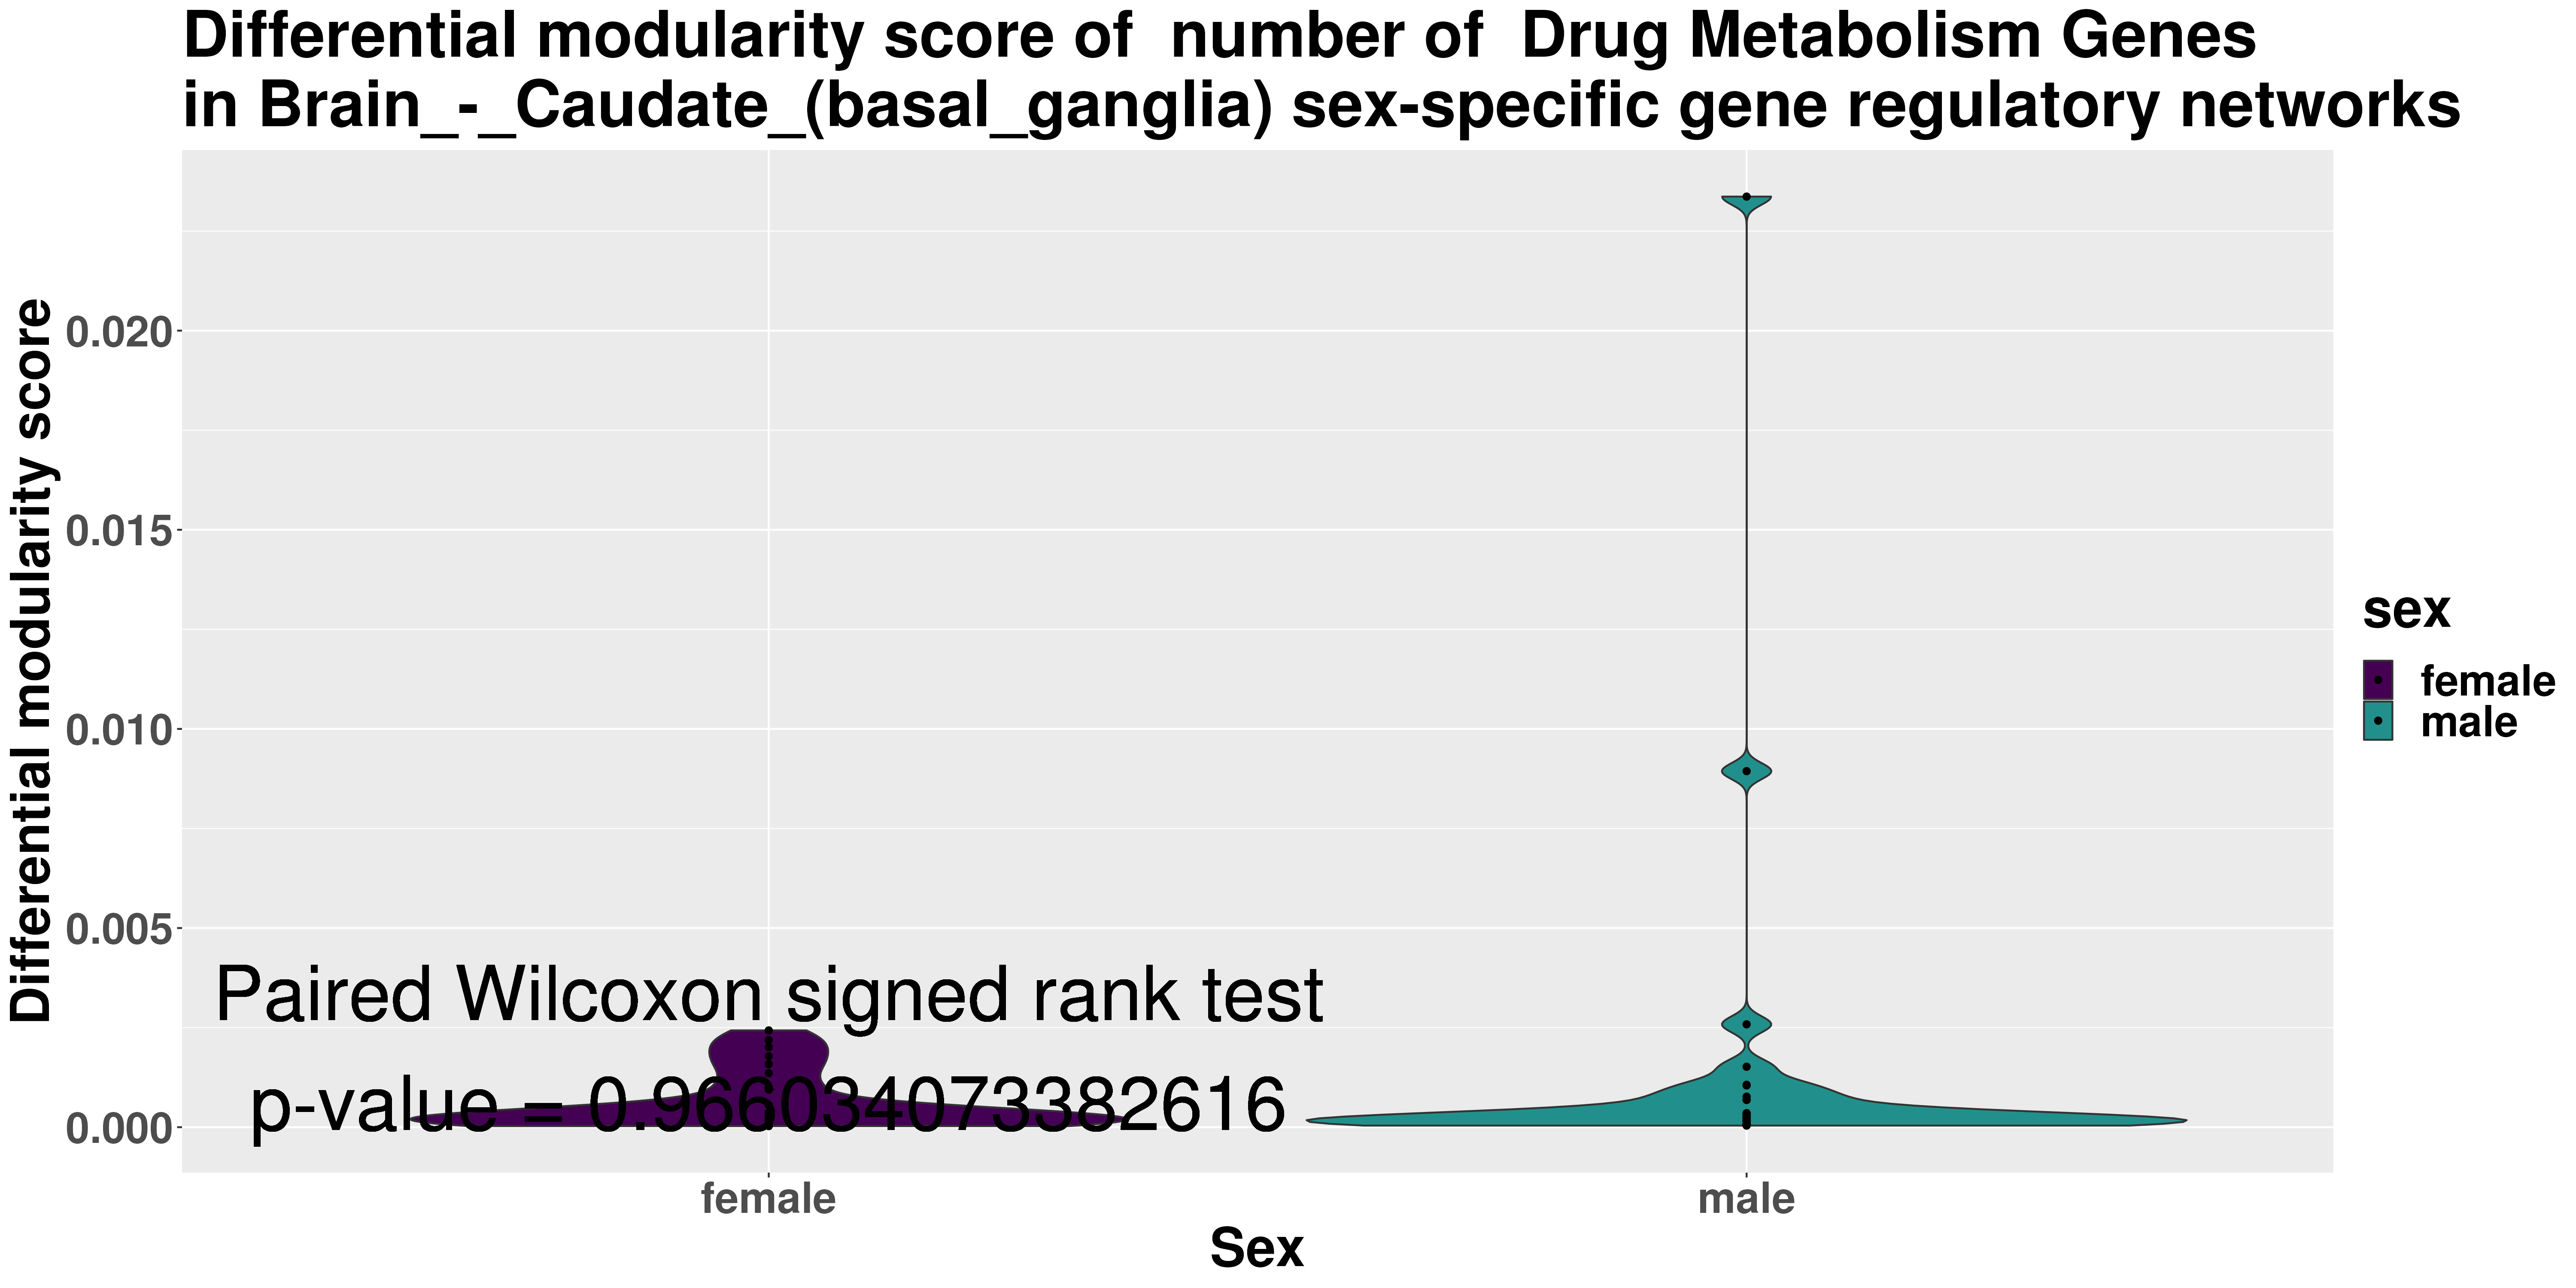 Differential modularity score of  number of  Drug Metabolism Genes
in Brain_-_Caudate_(basal_ganglia) sex-specific gene regulatory networks
Differential modularity score
0.020
0.015
0.010
0.005
0.000
Paired Wilcoxon signed rank test
p-value = 0.966034073382616
female
male
Sex
sex
female
male